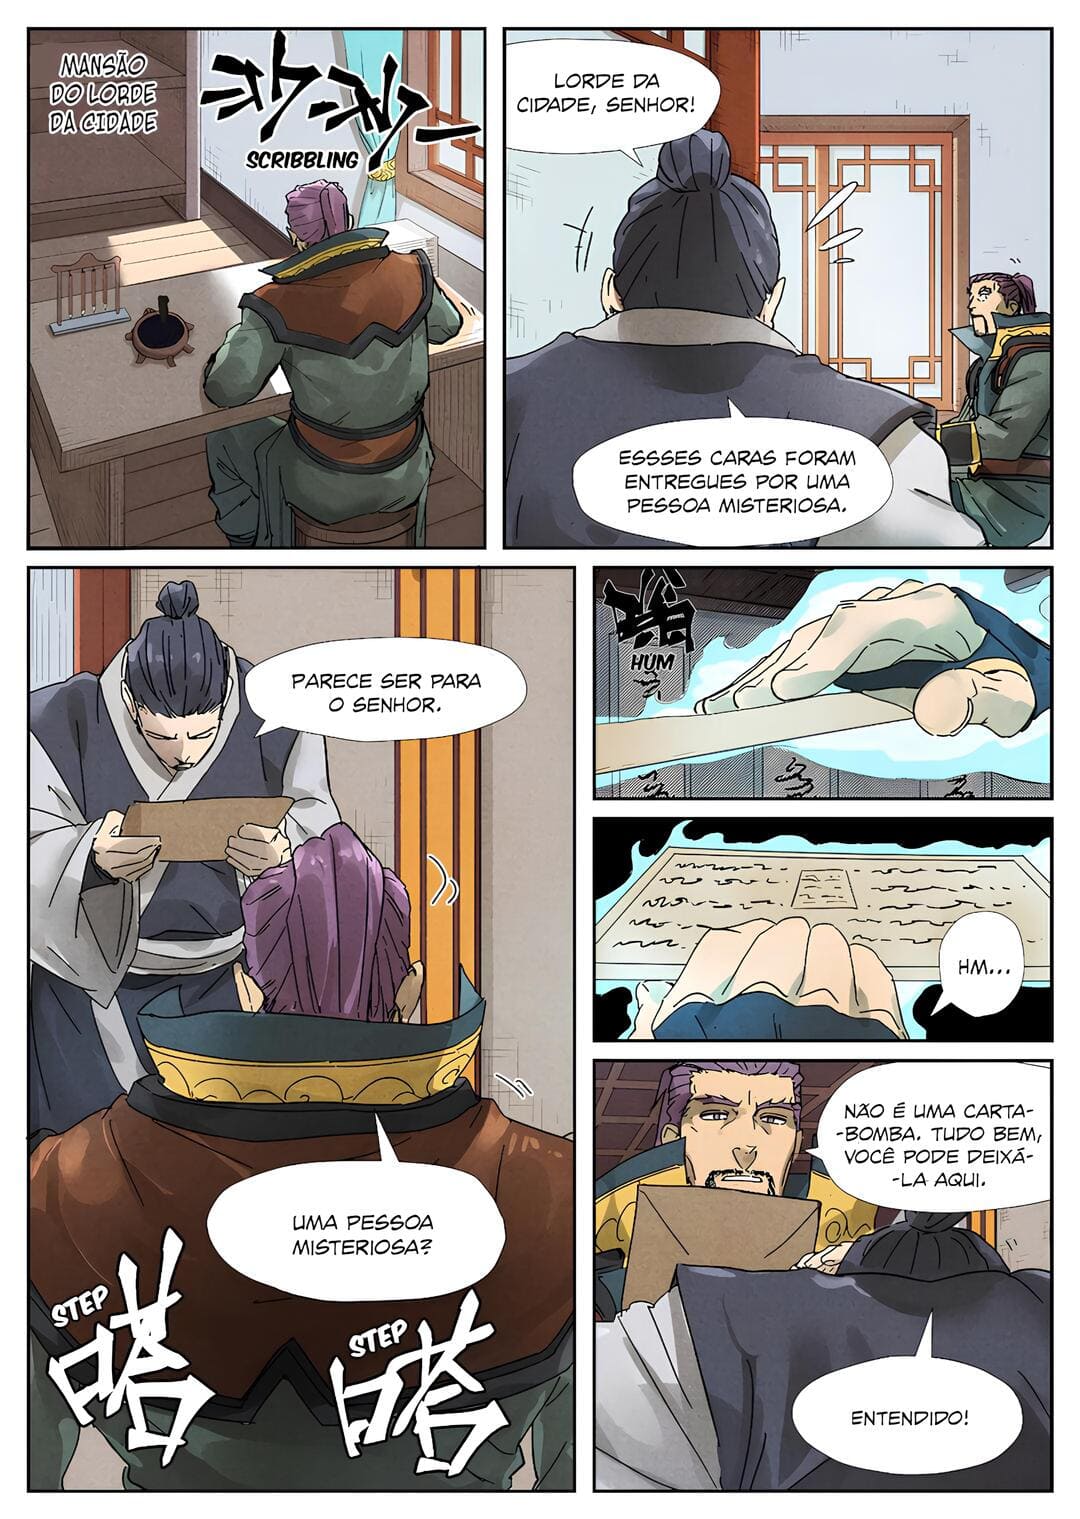 MANSÃO
DO LORDE
DA CIDADE
SCRIBBLING
LORDE DA
CIDADE, SENHOR!
ESSSES CARAS FORAM
ENTREGUES POR UMA
PESSOA MISTERIOSA.
PARECE SER PARA
O SENHOR.
UMA PESSOA
MISTERIOSA?
STEP
嗒
STEP
嗒
HUM
HM...
NÃO É UMA CARTA-
-BOMBA. TUDO BEM,
VOCÊ PODE DEIXÁ-
-LA AQUI.
ENTENDIDO!